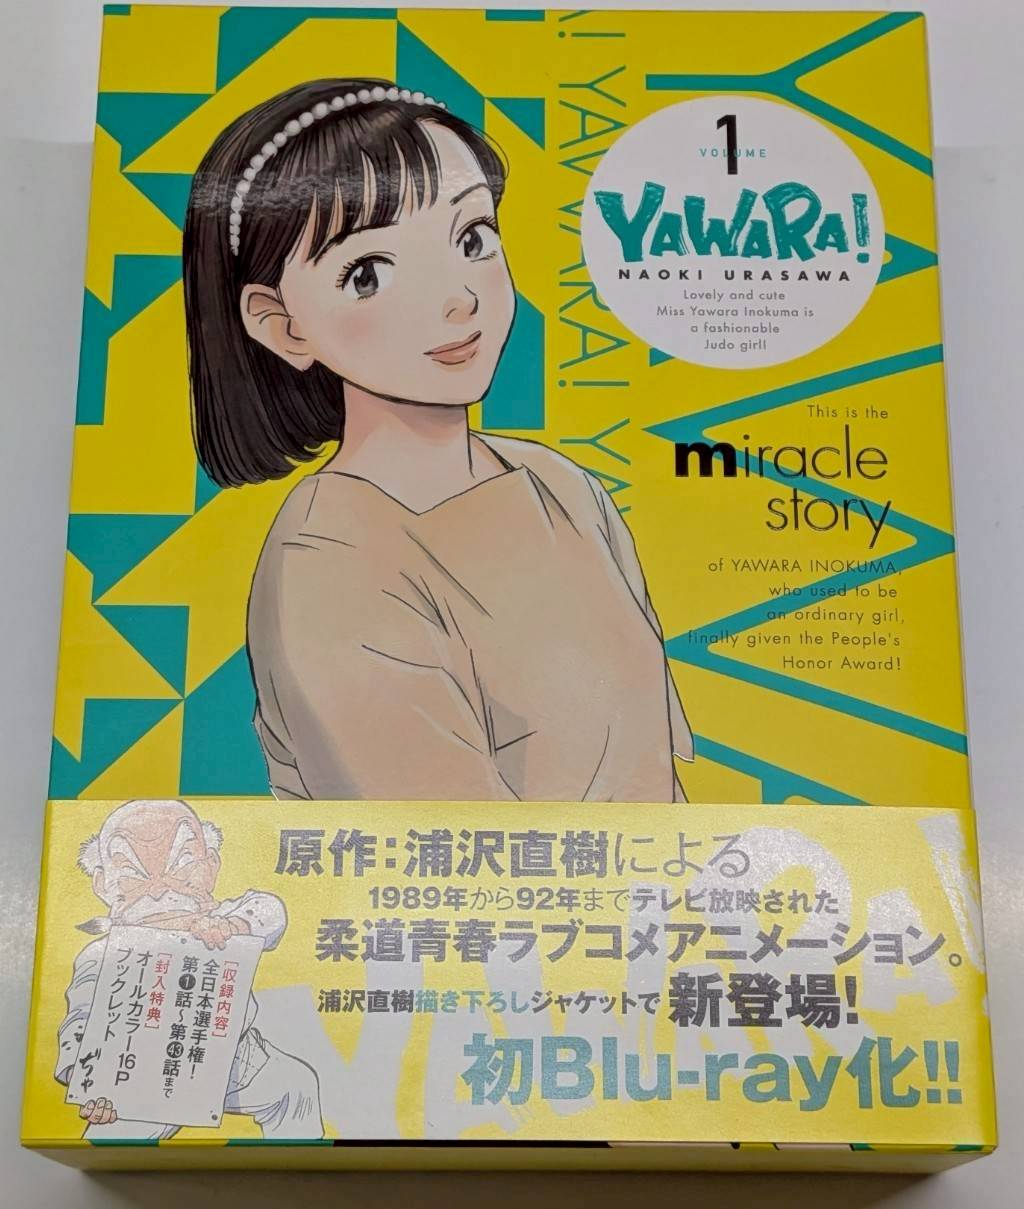 1
VOLUME
YAWARA!
NAOKI URASAWA
Lovely and cute
Miss Yawara Inokuma is
a fashionable
Judo girl!
This is the
miracle
story
of YAWARA INOKUMA,
who used to be
an ordinary girl,
finally given the People's
Honor Award!
YAWARA! YAWARA! YAW
原作:浦沢直樹による
1989年から92年までテレビ放映された
柔道青春ラブコメアニメーション。
浦沢直樹描き下ろしジャケットで新登場!
初Blu-ray化!!
[収録内容]
全日本選手権!
第1話~第43話まで
[封入特典]
オールカラー16P
ブックレット
ぢゃ